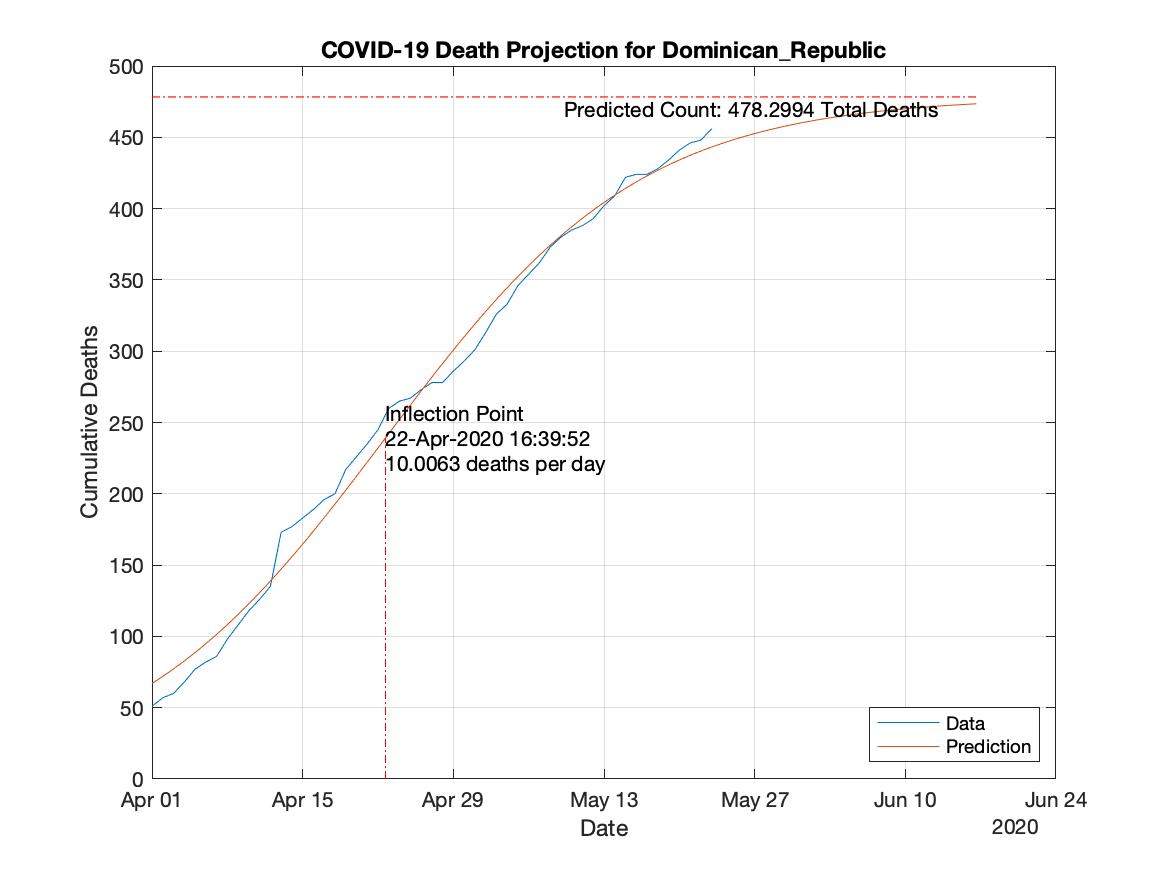 COVID-19 Death Projection for Dominican_Republic
500
Predicted Count: 478.2994 Total Deaths
450
400
350
300
Inflection Point
250
22-Apr-2020 16:39:52
10.0063 deaths per day
200
150
100
50
0
Cumulative Deaths
Data
Prediction
Apr 01 Apr 15 Apr 29 May 13 May 27 Jun 10 Jun 24
Date
2020